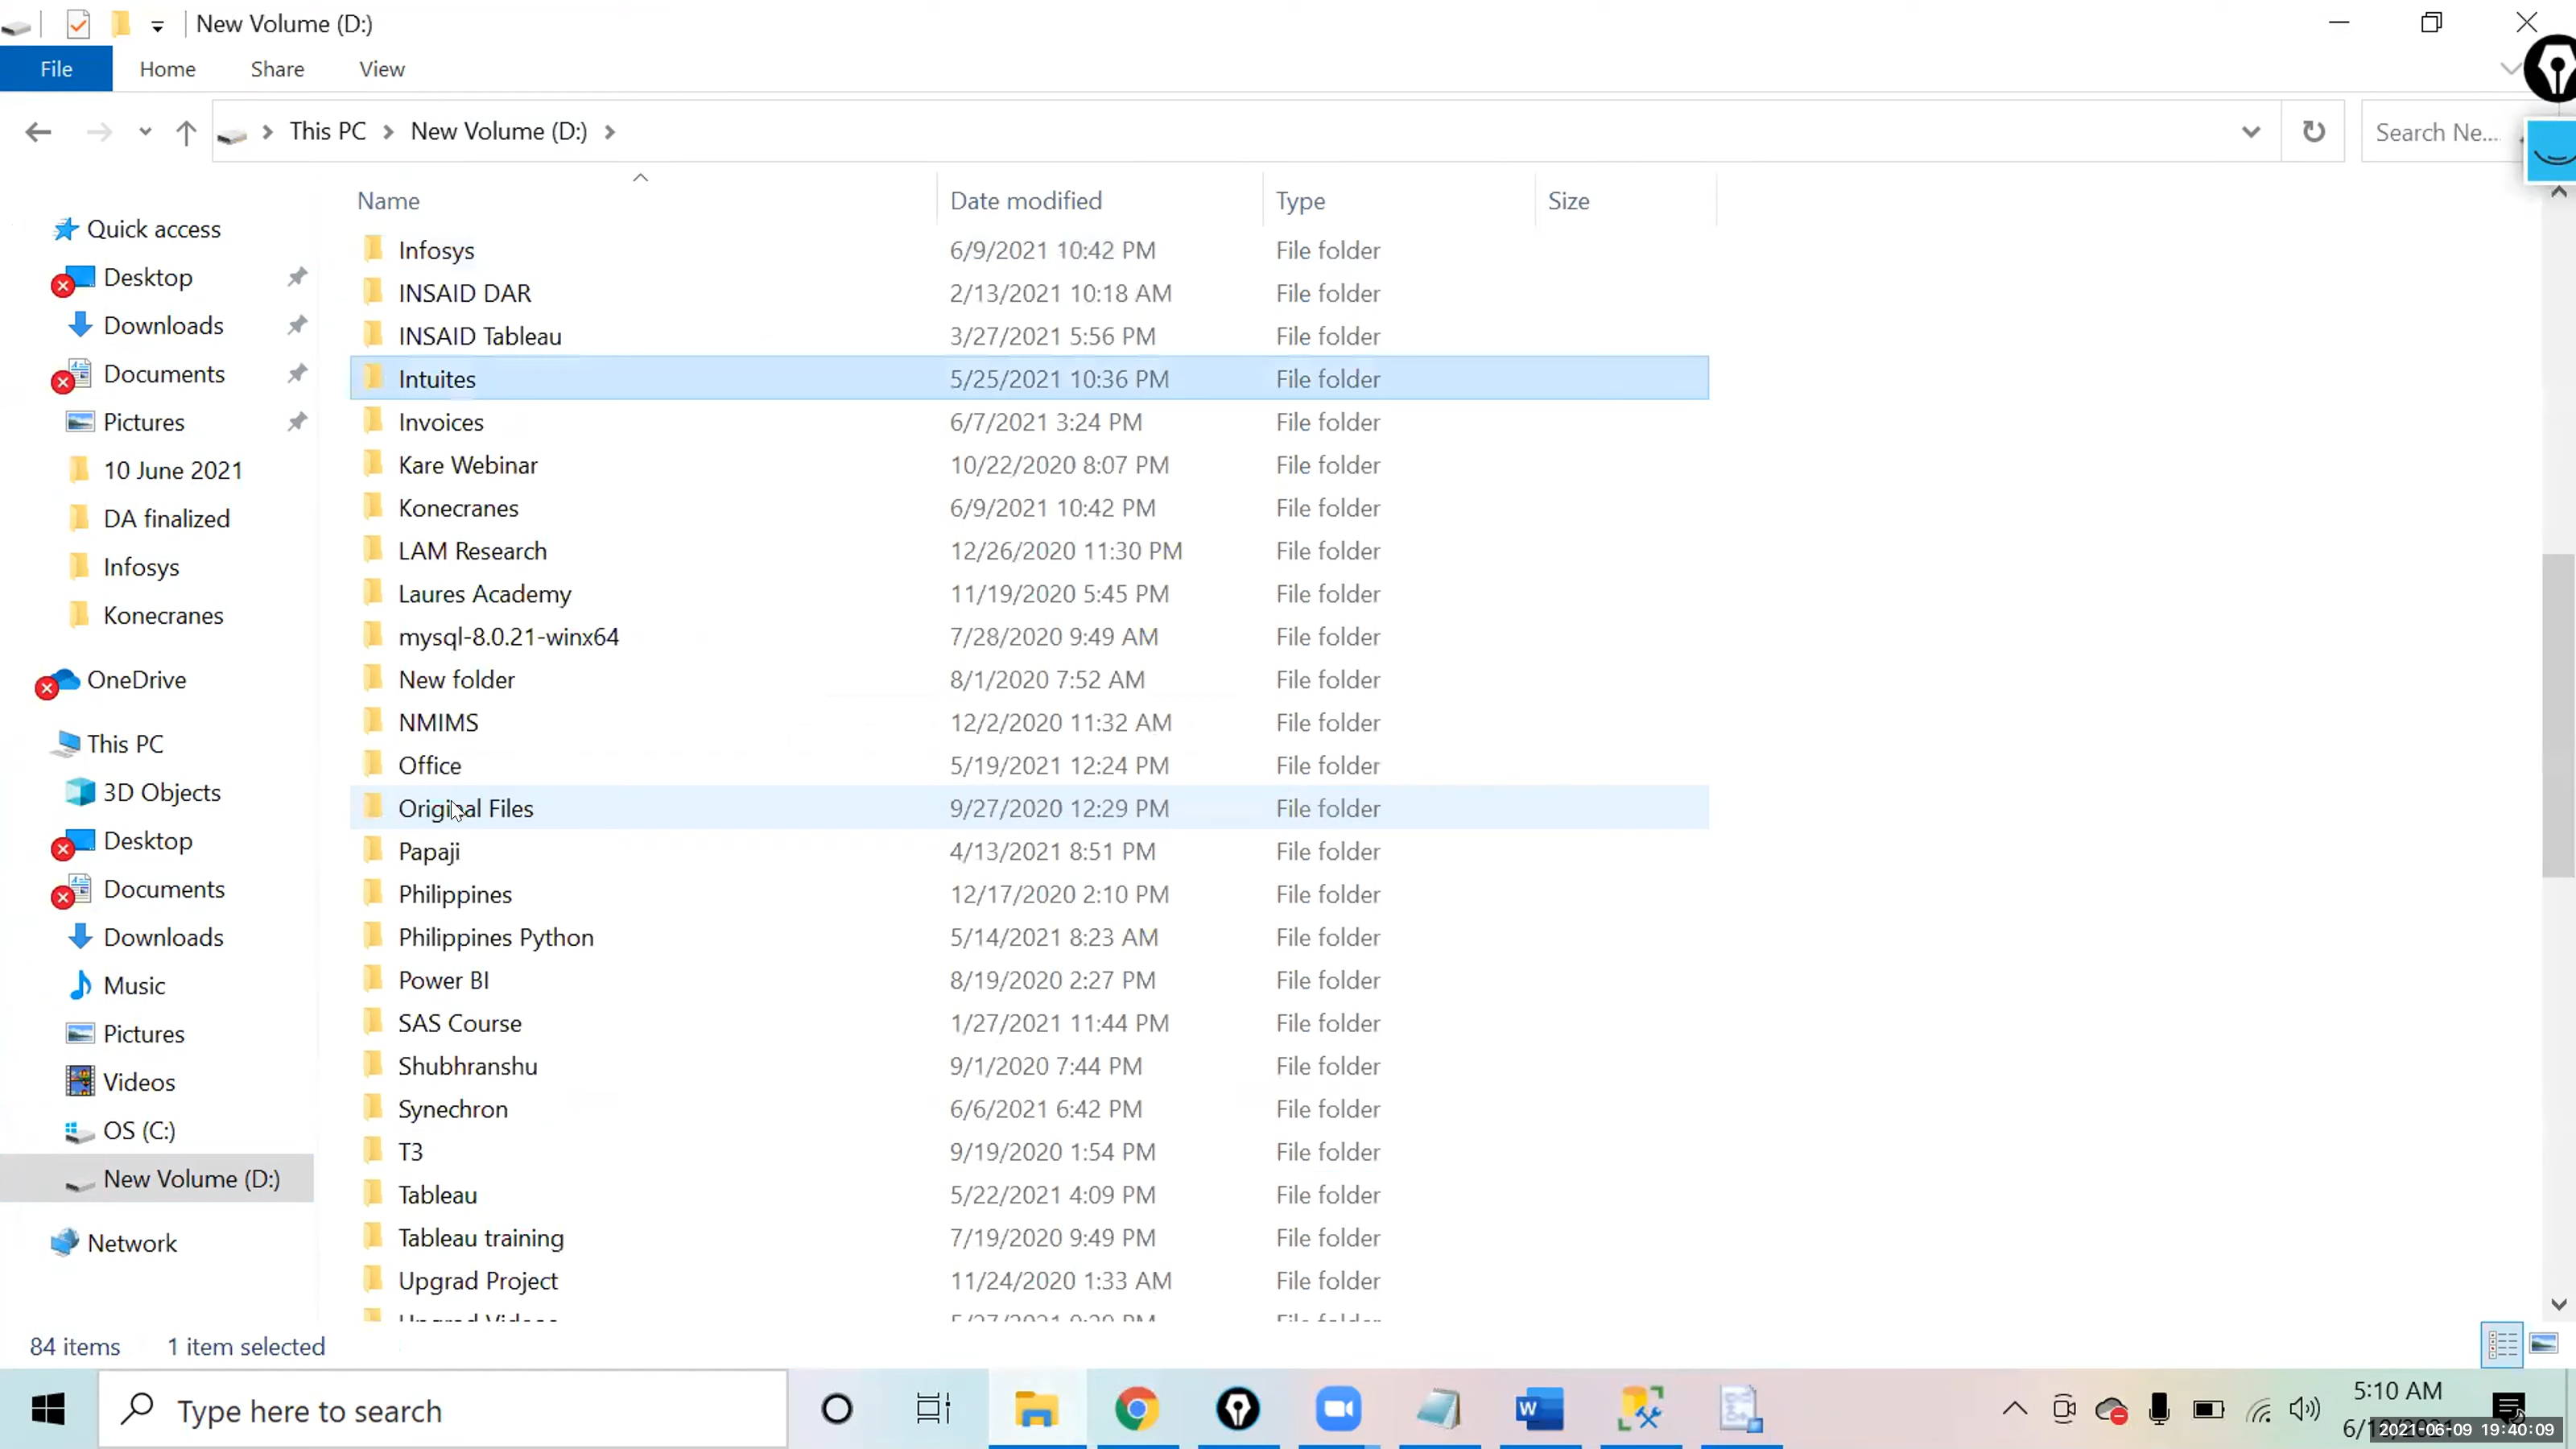 New Volume (D:)
File Home Share View
This PC New Volume (D:) Search Ne...
Name Date modified Type Size
Quick access
Desktop
Downloads
Documents
Pictures
10 June 2021
DA finalized
Infosys
Konecranes
OneDrive
This PC
3D Objects
Desktop
Documents
Downloads
Music
Pictures
Videos
OS (C:)
New Volume (D:)
Network
Infosys 6/9/2021 10:42 PM File folder
INSAID DAR 2/13/2021 10:18 AM File folder
INSAID Tableau 3/27/2021 5:56 PM File folder
Intuites 5/25/2021 10:36 PM File folder
Invoices 6/7/2021 3:24 PM File folder
Kare Webinar 10/22/2020 8:07 PM File folder
Konecranes 6/9/2021 10:42 PM File folder
LAM Research 12/26/2020 11:30 PM File folder
Laures Academy 11/19/2020 5:45 PM File folder
mysql-8.0.21-winx64 7/28/2020 9:49 AM File folder
New folder 8/1/2020 7:52 AM File folder
NMIMS 12/2/2020 11:32 AM File folder
Office 5/19/2021 12:24 PM File folder
Original Files 9/27/2020 12:29 PM File folder
Papaji 4/13/2021 8:51 PM File folder
Philippines 12/17/2020 2:10 PM File folder
Philippines Python 5/14/2021 8:23 AM File folder
Power BI 8/19/2020 2:27 PM File folder
SAS Course 1/27/2021 11:44 PM File folder
Shubhranshu 9/1/2020 7:44 PM File folder
Synechron 6/6/2021 6:42 PM File folder
T3 9/19/2020 1:54 PM File folder
Tableau 5/22/2021 4:09 PM File folder
Tableau training 7/19/2020 9:49 PM File folder
Upgrad Project 11/24/2020 1:33 AM File folder
84 items 1 item selected
Type here to search
5:10 AM
2021-06-09 19:40:09